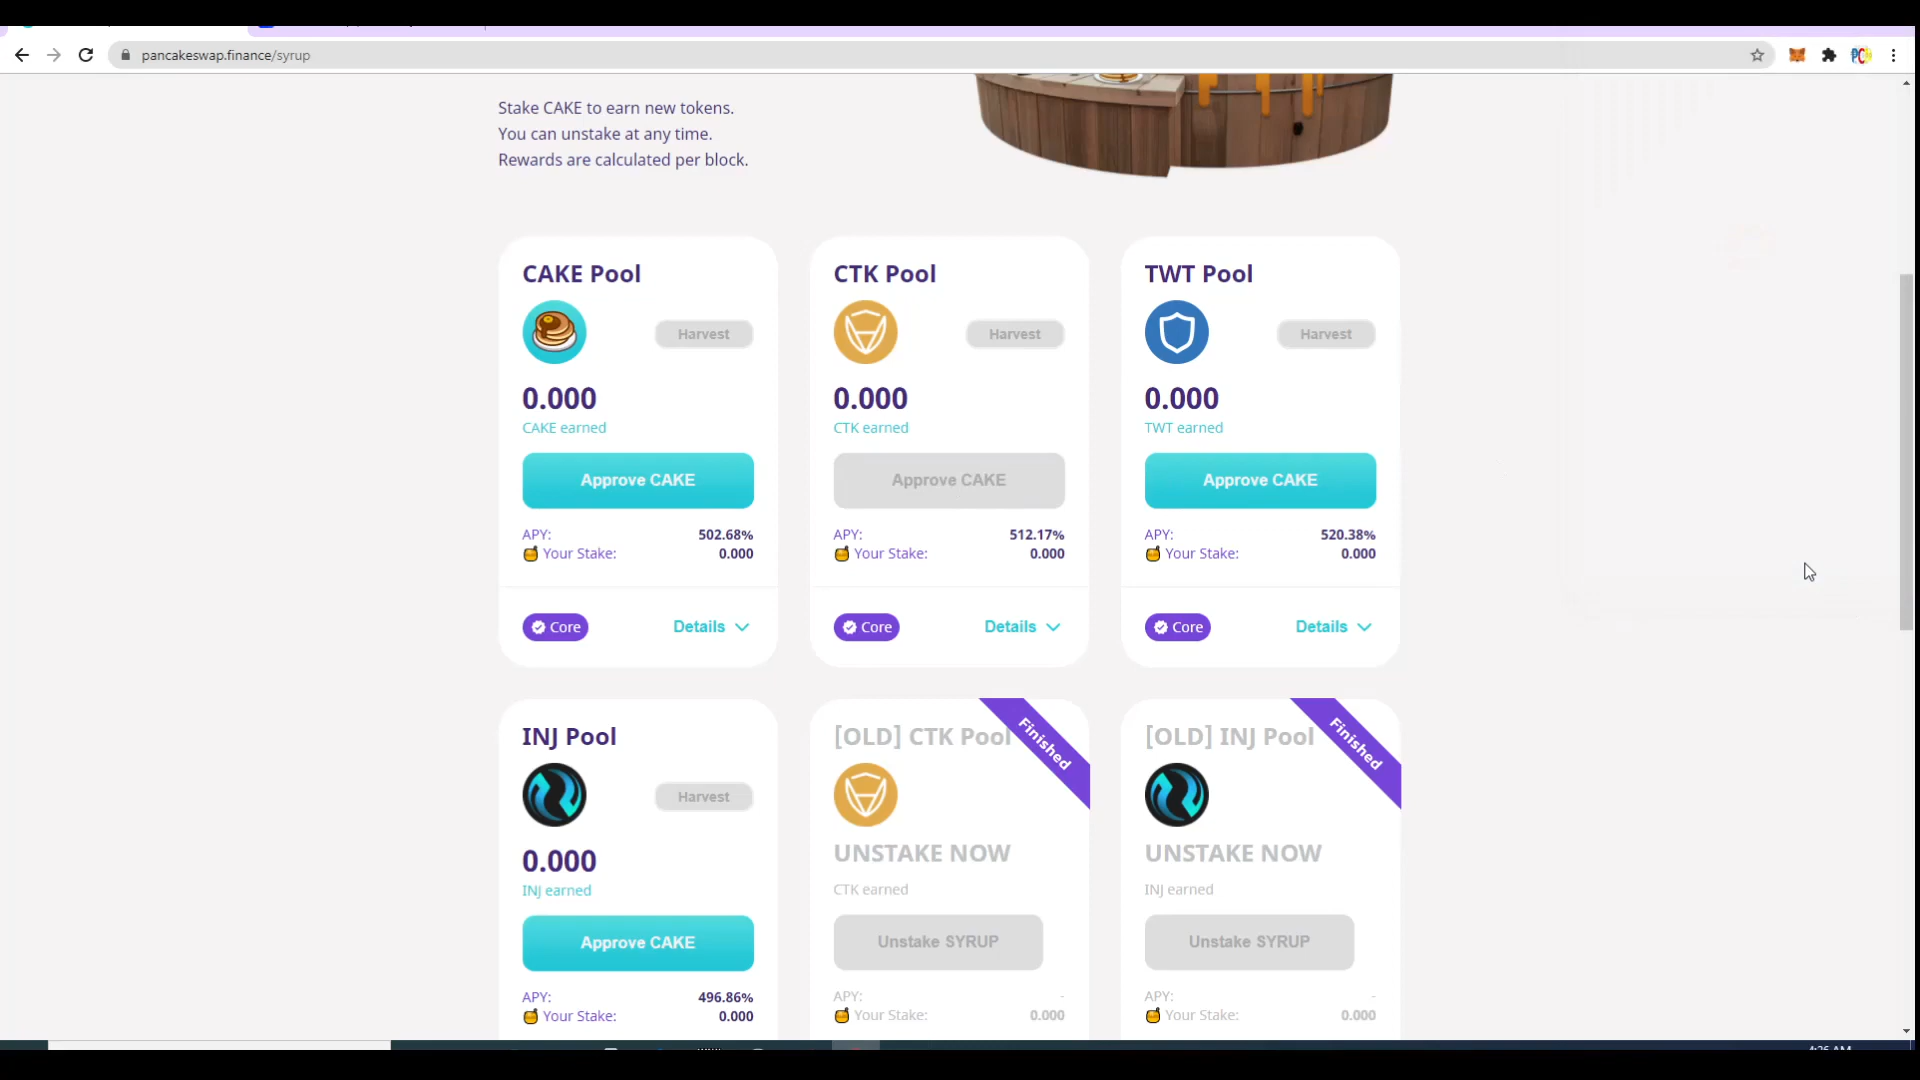 pancakeswap.finance/syrup
Stake CAKE to earn new tokens.
You can unstake at any time.
Rewards are calculated per block.
CAKE Pool
Harvest
0.000
CAKE earned
Approve CAKE
APY: 502.68%
Your Stake: 0.000
Core Details
CTK Pool
Harvest
0.000
CTK earned
Approve CAKE
APY: 512.17%
Your Stake: 0.000
Core Details
TWT Pool
Harvest
0.000
TWT earned
Approve CAKE
APY: 520.38%
Your Stake: 0.000
Core Details
INJ Pool
Harvest
0.000
INJ earned
Approve CAKE
APY: 496.86%
Your Stake: 0.000
[OLD] CTK Pool
Finished
UNSTAKE NOW
CTK earned
Unstake SYRUP
APY: -
Your Stake: 0.000
[OLD] INJ Pool
Finished
UNSTAKE NOW
INJ earned
Unstake SYRUP
APY: -
Your Stake: 0.000